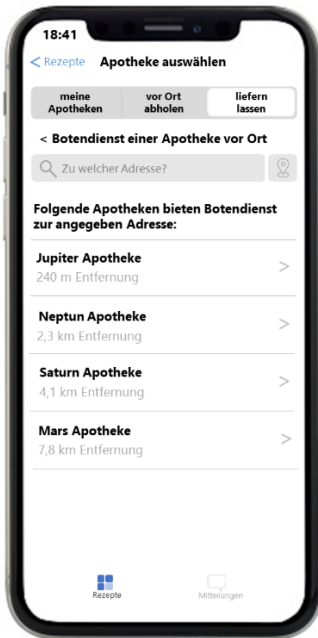 18:41
< Rezepte Apotheke auswählen
meine vor Ort liefern
Apotheken abholen lassen
< Botendienst einer Apotheke vor Ort
Zu welcher Adresse?
Folgende Apotheken bieten Botendienst
zur angegeben Adresse:
Jupiter Apotheke
240 m Entfernung
>
Neptun Apotheke
2,3 km Entfernung
>
Saturn Apotheke
4,1 km Entfernung
>
Mars Apotheke
7,8 km Entfernung
>
Rezepte Mitteilungen